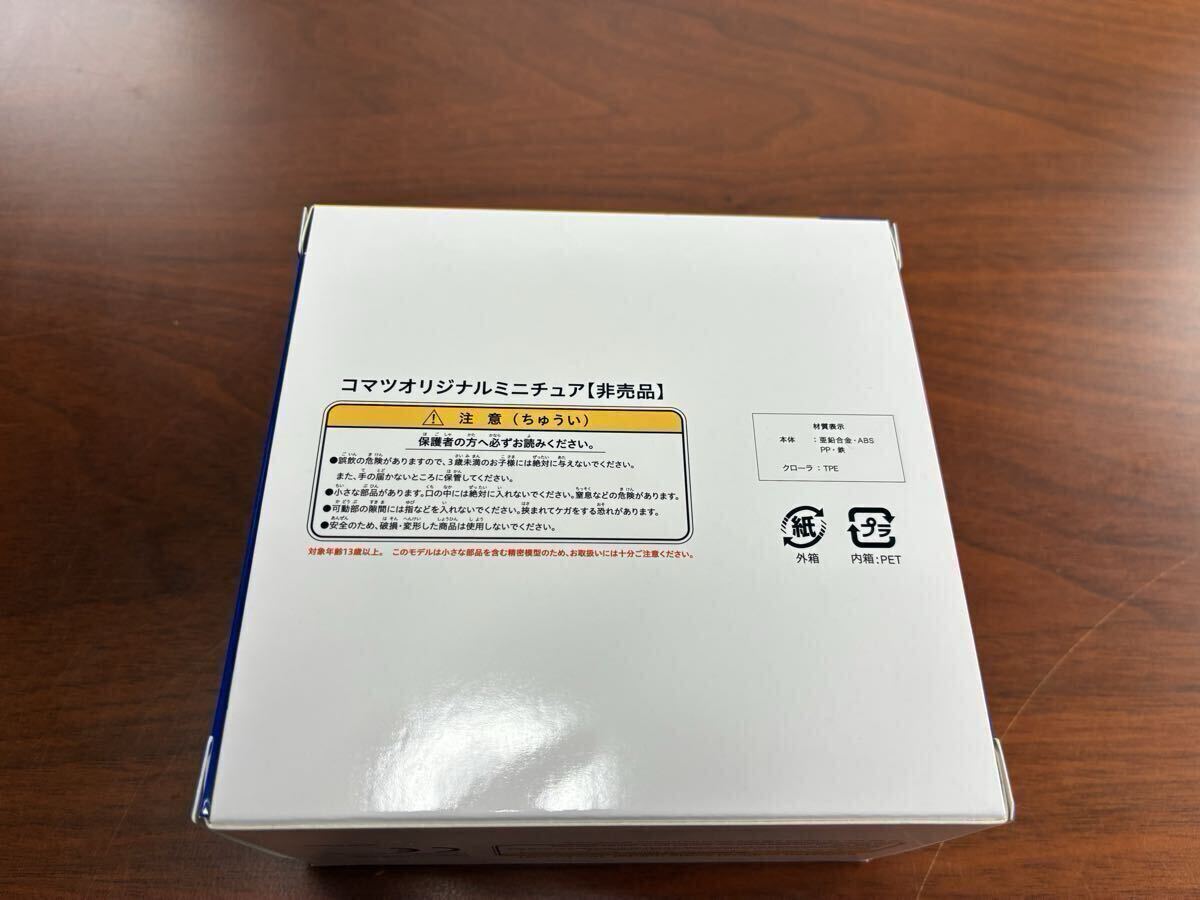 コマツオリジナルミニチュア【非売品】
注 意（ちゅうい）
保護者の方へ必ずお読みください。
●誤飲の危険がありますので、3歳未満のお子様には絶対に与えないでください。
また、手の届かないところに保管してください。
●小さな部品があります。口の中には絶対に入れないでください。窒息などの危険があります。
●可動部の隙間には指などを入れないでください。挟まれてケガをする恐れがあります。
●安全のため、破損・変形した商品は使用しないでください。
対象年齢13歳以上。 このモデルは小さな部品を含む精密模型のため、お取扱いには十分ご注意ください。
材質表示
本体 ：亜鉛合金・ABS
PP・鉄
クローラ：TPE
紙
外箱
プラ
内箱：PET